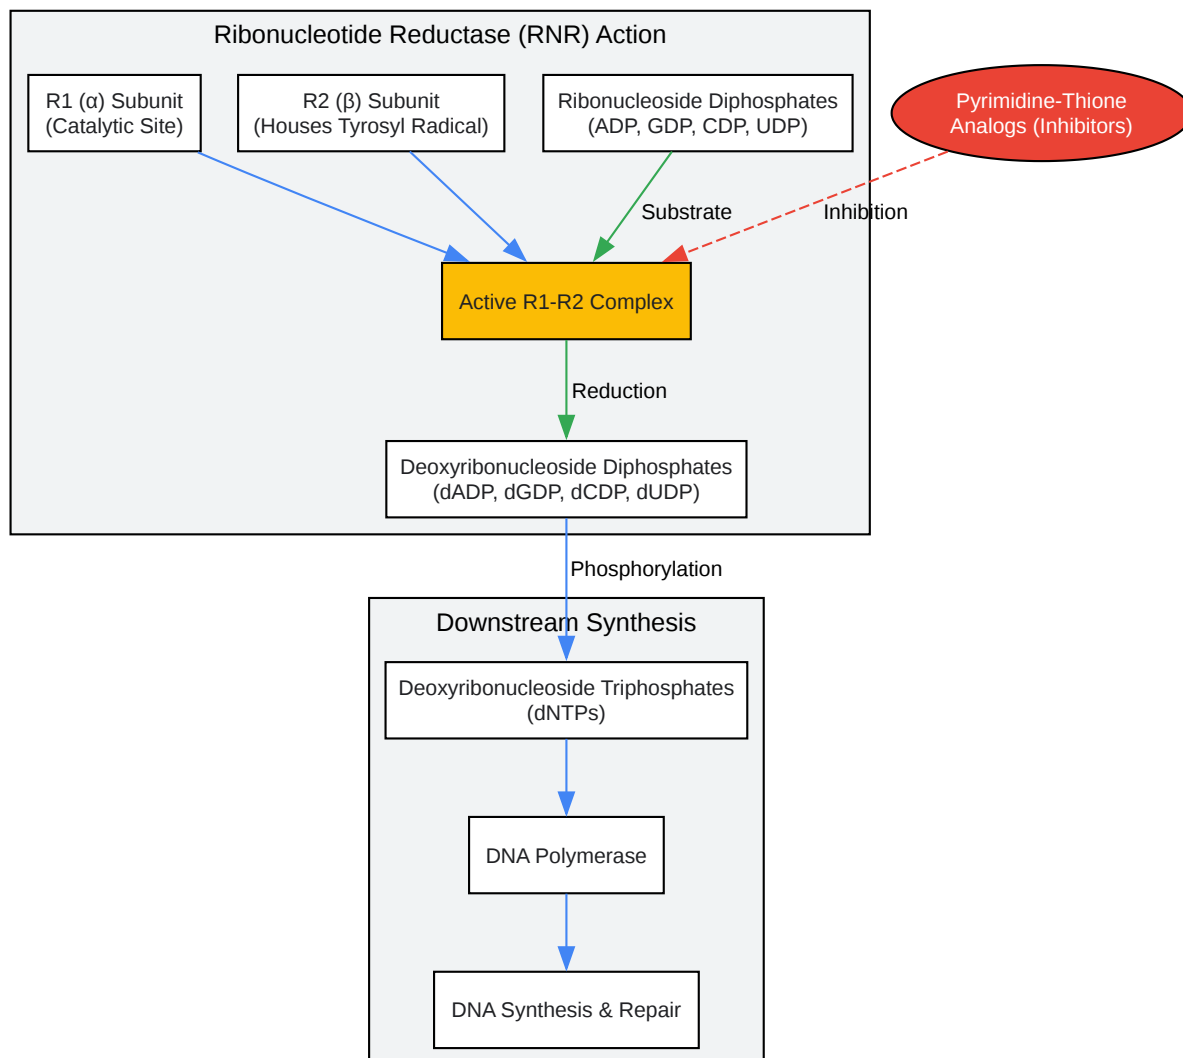 Ribonucleotide Reductase (RNR) Action
R1 (α) Subunit
(Catalytic Site)
R2 (β) Subunit
(Houses Tyrosyl Radical)
Ribonucleoside Diphosphates
(ADP, GDP, CDP, UDP)
Pyrimidine-Thione
Analogs (Inhibitors)
Substrate
Inhibition
Active R1-R2 Complex
Reduction
Deoxyribonucleoside Diphosphates
(dADP, dGDP, dCDP, dUDP)
Phosphorylation
Downstream Synthesis
Deoxyribonucleoside Triphosphates
(dNTPs)
DNA Polymerase
DNA Synthesis & Repair